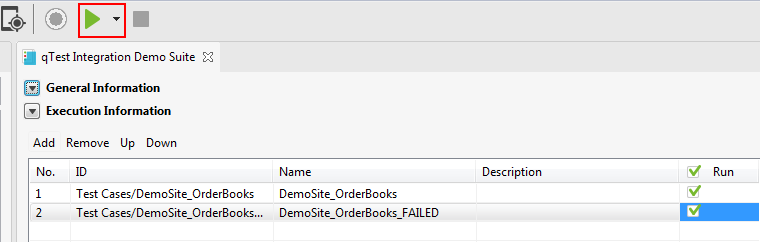 qTest Integration Demo Suite
General Information
Execution Information
Add Remove Up Down
No. ID Name Description Run
1 Test Cases/DemoSite_OrderBooks DemoSite_OrderBooks
2 Test Cases/DemoSite_OrderBooks... DemoSite_OrderBooks_FAILED